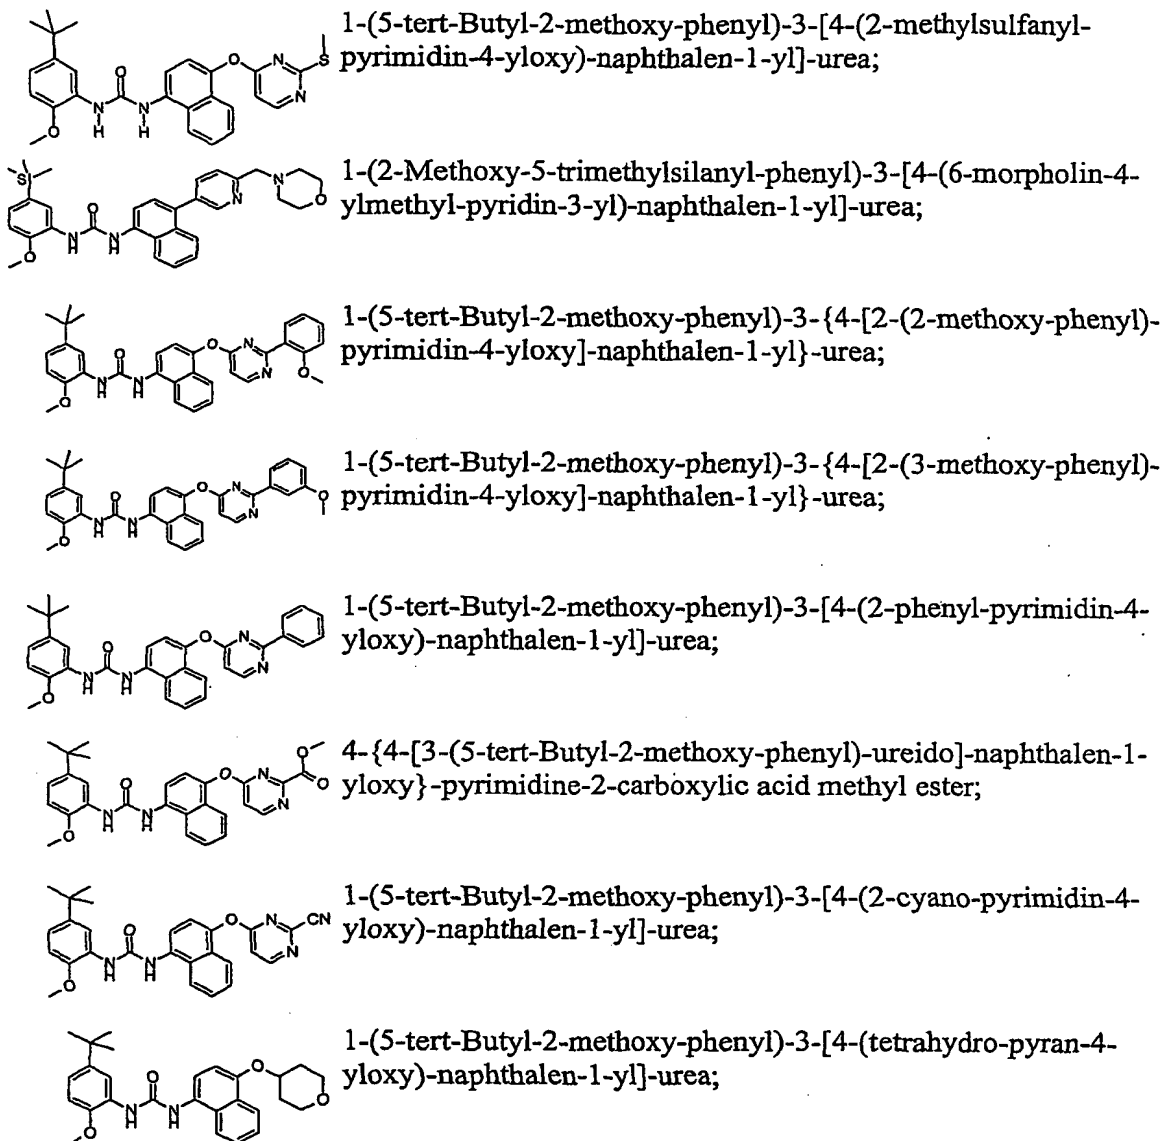 1-(5-tert-Butyl-2-methoxy-phenyl)-3-[4-(2-methylsulfanyl-
pyrimidin-4-yloxy)-naphthalen-1-yl]-urea;
1-(2-Methoxy-5-trimethylsilanyl-phenyl)-3-[4-(6-morpholin-4-
ylmethyl-pyridin-3-yl)-naphthalen-1-yl]-urea;
1-(5-tert-Butyl-2-methoxy-phenyl)-3-{4-[2-(2-methoxy-phenyl)-
pyrimidin-4-yloxy]-naphthalen-1-yl}-urea;
1-(5-tert-Butyl-2-methoxy-phenyl)-3-{4-[2-(3-methoxy-phenyl)-
pyrimidin-4-yloxy]-naphthalen-1-yl}-urea;
1-(5-tert-Butyl-2-methoxy-phenyl)-3-[4-(2-phenyl-pyrimidin-4-
yloxy)-naphthalen-1-yl]-urea;
4-{4-[3-(5-tert-Butyl-2-methoxy-phenyl)-ureido]-naphthalen-1-
yloxy}-pyrimidine-2-carboxylic acid methyl ester;
1-(5-tert-Butyl-2-methoxy-phenyl)-3-[4-(2-cyano-pyrimidin-4-
yloxy)-naphthalen-1-yl]-urea;
1-(5-tert-Butyl-2-methoxy-phenyl)-3-[4-(tetrahydro-pyran-4-
yloxy)-naphthalen-1-yl]-urea;